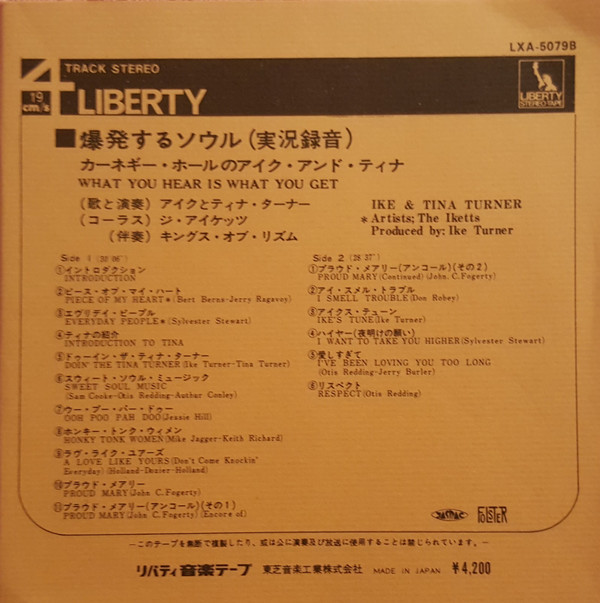 LXA-5079B
4 TRACK STEREO
19 cm/s
LIBERTY
LIBERTY
STEREO TAPE
■爆発するソウル(実況録音)
カーネギー・ホールのアイク・アンド・ティナ
WHAT YOU HEAR IS WHAT YOU GET
(歌と演奏) アイクとティナ・ターナー
(コーラス) ジ・アイケッツ
(伴奏) キングス・オブ・リズム
IKE & TINA TURNER
*Artists; The Iketts
Produced by: Ike Turner
Side 1 (30′06″)
①イントロダクション
INTRODUCTION
②ピース・オブ・マイ・ハート
PIECE OF MY HEART* (Bert Berns-Jerry Ragavoy)
③エヴリデイ・ピープル
EVERYDAY PEOPLE* (Sylvester Stewart)
④ティナの紹介
INTRODUCTION TO TINA
⑤ドゥーイン・ザ・ティナ・ターナー
DOIN' THE TINA TURNER (Ike Turner-Tina Turner)
⑥スウィート・ソウル・ミュージック
SWEET SOUL MUSIC
(Sam Cooke-Otis Redding-Authur Conley)
⑦ウー・プー・パー・ドゥー
OOH POO PAH DOO (Jessie Hill)
⑧ホンキー・トンク・ウィメン
HONKY TONK WOMEN (Mike Jagger-Keith Richard)
⑨ラヴ・ライク・ユアーズ
A LOVE LIKE YOURS (Don't Come Knockin'
Everyday) (Holland-Dozier-Holland)
⑩プラウド・メアリー
PROUD MARY (John C. Fogerty)
⑪プラウド・メアリー(アンコール)(その1)
PROUD MARY (John C. Fogerty) (Encore of)
Side 2 (28′37″)
①プラウド・メアリー(アンコール)(その2)
PROUD MARY (Continued) (John C. Fogerty)
②アイ・スメル・トラブル
I SMELL TROUBLE (Don Robey)
③アイクス・チューン
IKE'S TUNE (Ike Turner)
④ハイヤー(夜明けの願い)
I WANT TO TAKE YOU HIGHER (Sylvester Stewart)
⑤愛しすぎて
I'VE BEEN LOVING YOU TOO LONG
(Otis Redding-Jerry Burler)
⑥リスペクト
RESPECT (Otis Redding)
JASRAC
FOLSTER
—このテープを無断で複製したり、或は公に演奏及び放送に使用することは禁じられています。—
リバティ音楽テープ 東芝音楽工業株式会社 MADE IN JAPAN ¥4,200